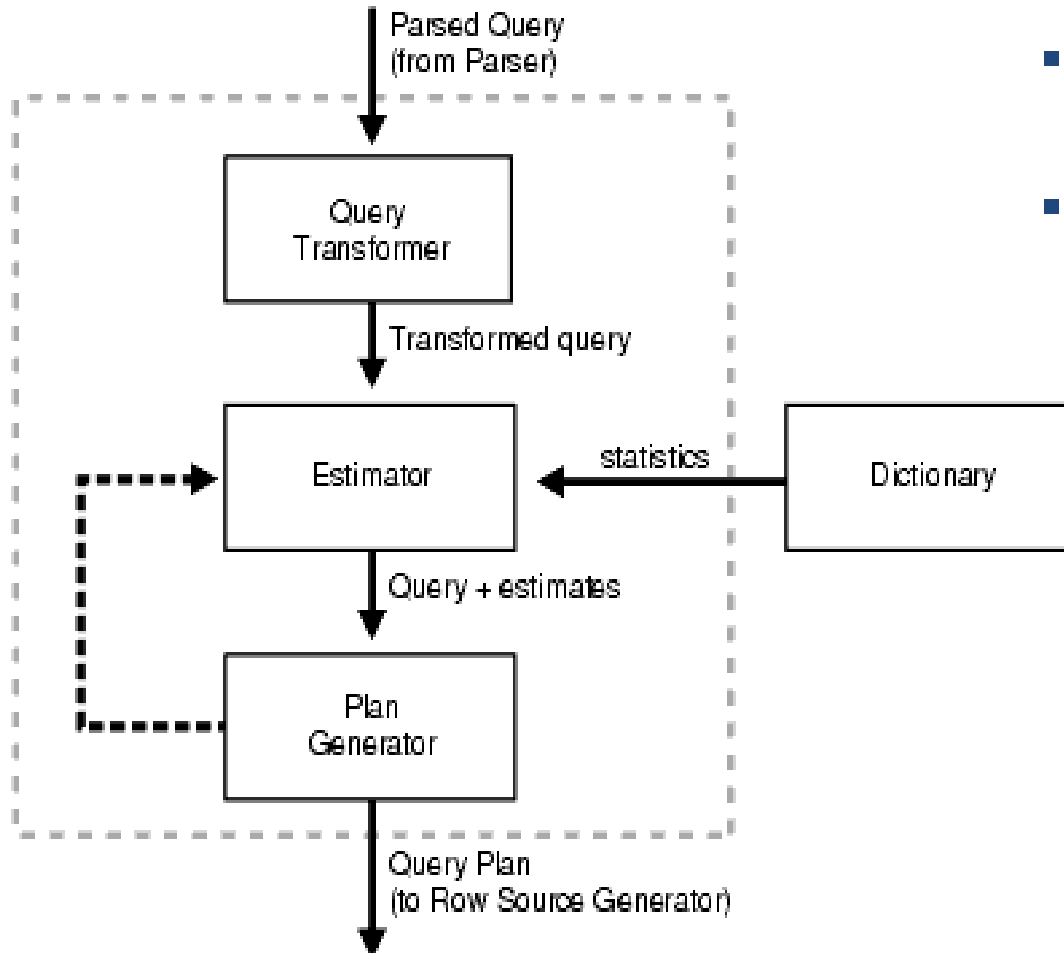 Parsed Query
(from Parser)
Query
Transformer
Transformed query
Estimator
statistics
Dictionary
Query + estimates
Plan
Generator
Query Plan
(to Row Source Generator)